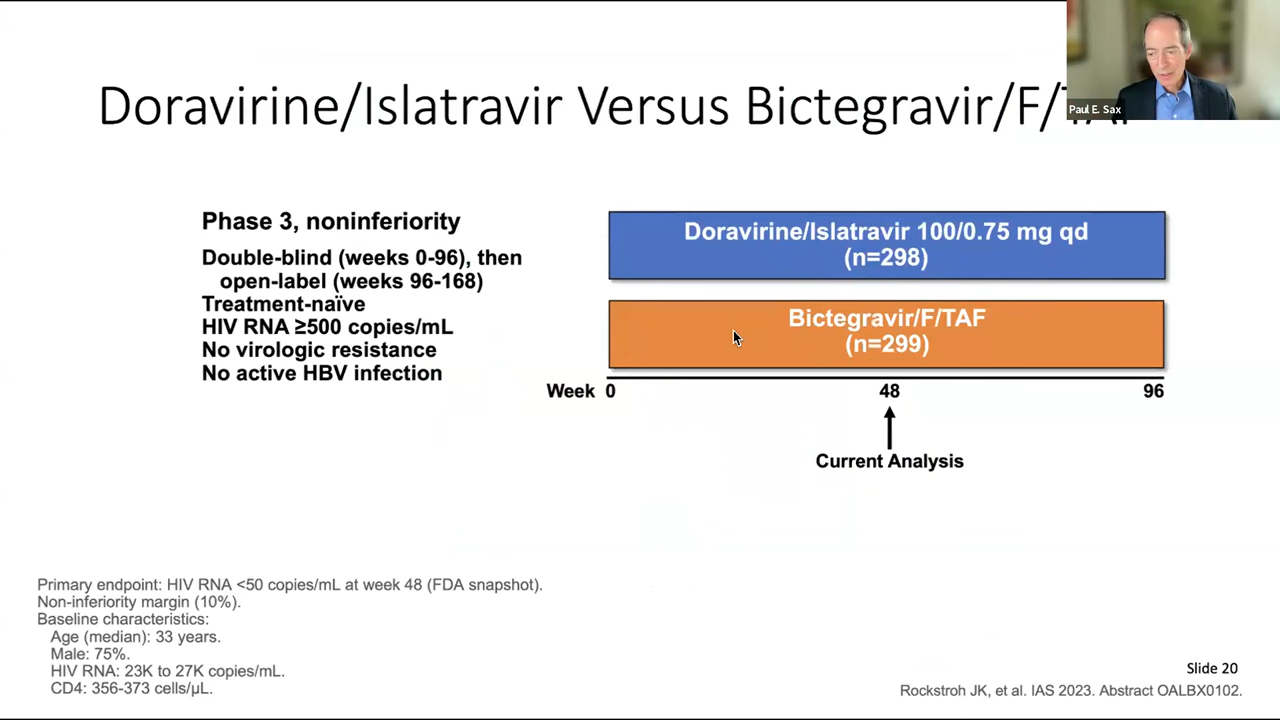 Doravirine/Islatravir Versus Bictegravir/F/TAF
Paul E. Sax
Phase 3, noninferiority
Double-blind (weeks 0-96), then
open-label (weeks 96-168)
Treatment-naïve
HIV RNA ≥500 copies/mL
No virologic resistance
No active HBV infection
Doravirine/Islatravir 100/0.75 mg qd
(n=298)
Bictegravir/F/TAF
(n=299)
Week 0 48 96
Current Analysis
Primary endpoint: HIV RNA <50 copies/mL at week 48 (FDA snapshot).
Non-inferiority margin (10%).
Baseline characteristics:
Age (median): 33 years.
Male: 75%.
HIV RNA: 23K to 27K copies/mL.
CD4: 356-373 cells/µL.
Slide 20
Rockstroh JK, et al. IAS 2023. Abstract OALBX0102.